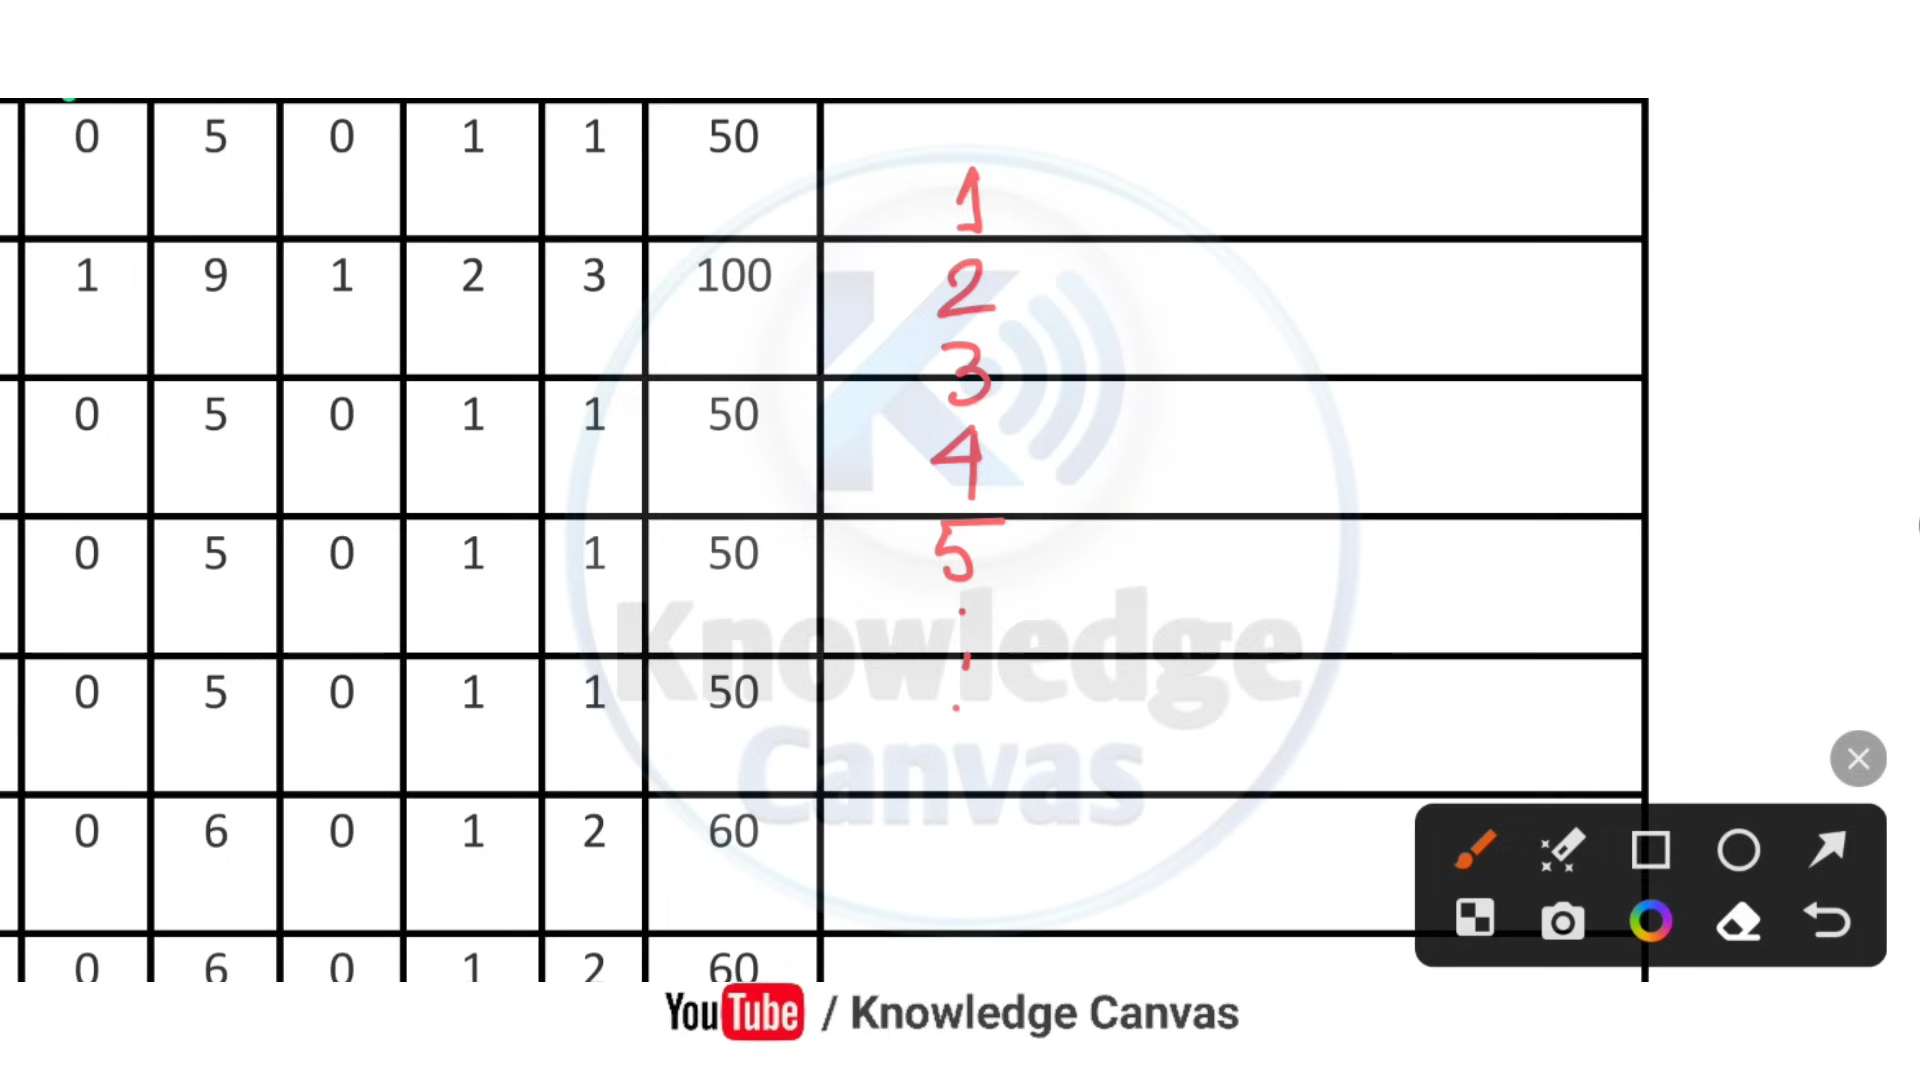 0 5 0 1 1 50
1
1 9 1 2 3 100
2
3
0 5 0 1 1 50
4
0 5 0 1 1 50
5
0 5 0 1 1 50
0 6 0 1 2 60
0 6 0 1 2 60
Knowledge
Canvas
YouTube / Knowledge Canvas